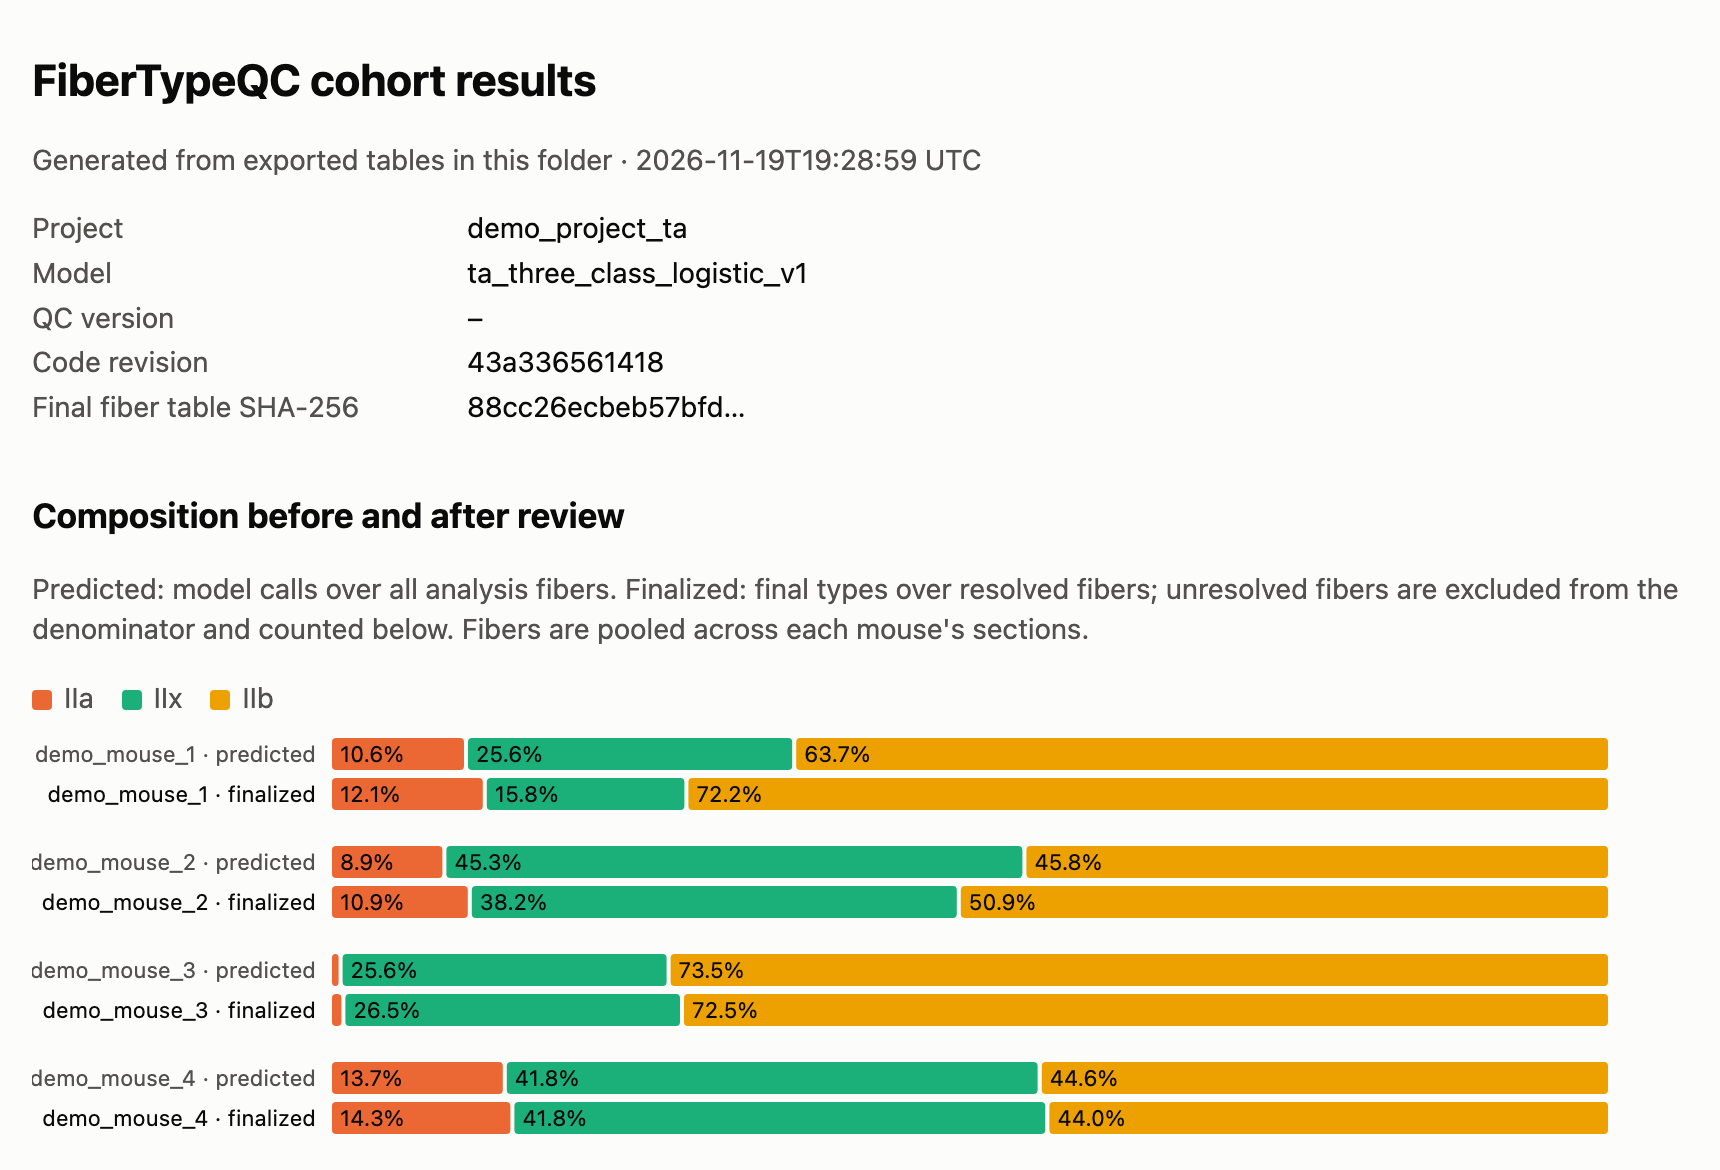 FiberTypeQC cohort results
Generated from exported tables in this folder · 2026-11-19T19:28:59 UTC
Project demo_project_ta
Model ta_three_class_logistic_v1
QC version –
Code revision 43a336561418
Final fiber table SHA-256 88cc26ecbeb57bfd...
Composition before and after review
Predicted: model calls over all analysis fibers. Finalized: final types over resolved fibers; unresolved fibers are excluded from the
denominator and counted below. Fibers are pooled across each mouse's sections.
IIa IIx IIb
demo_mouse_1 · predicted 10.6% 25.6% 63.7%
demo_mouse_1 · finalized 12.1% 15.8% 72.2%
demo_mouse_2 · predicted 8.9% 45.3% 45.8%
demo_mouse_2 · finalized 10.9% 38.2% 50.9%
demo_mouse_3 · predicted 25.6% 73.5%
demo_mouse_3 · finalized 26.5% 72.5%
demo_mouse_4 · predicted 13.7% 41.8% 44.6%
demo_mouse_4 · finalized 14.3% 41.8% 44.0%